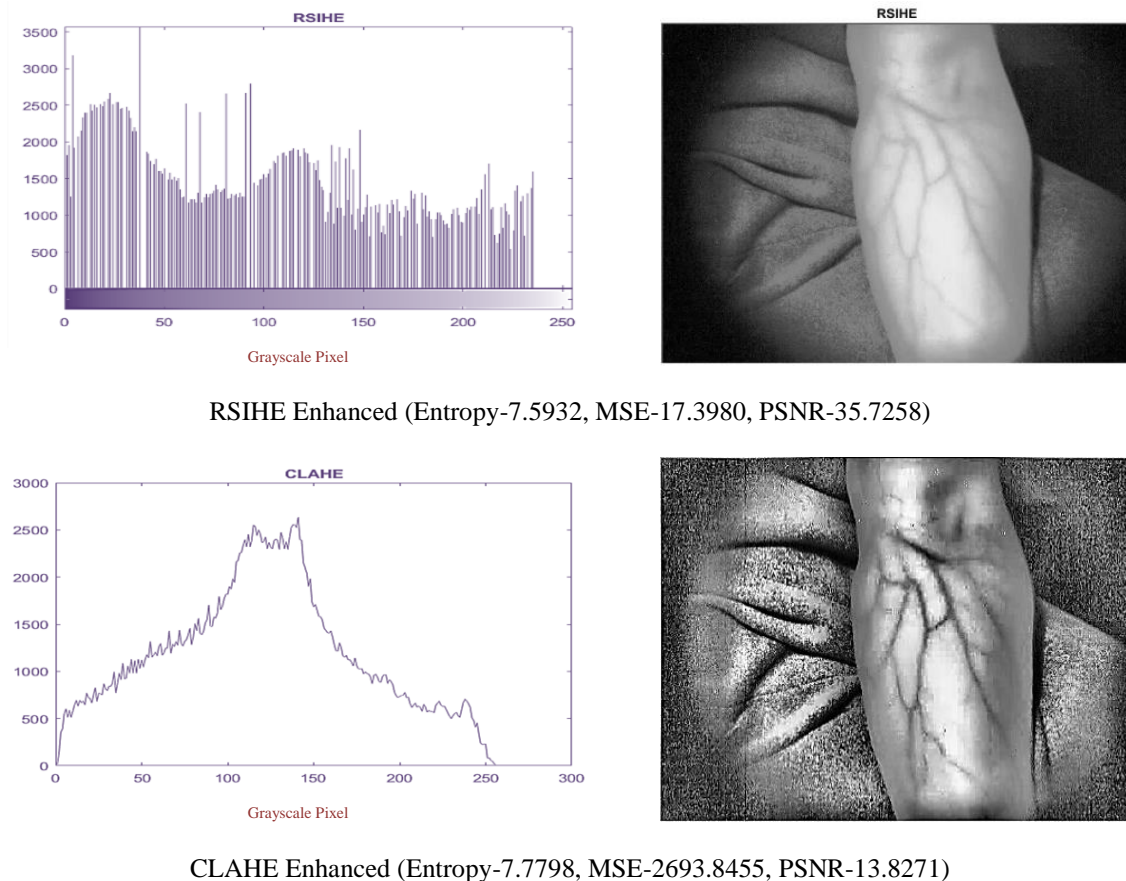 RSIHE
3500
3000
2500
2000
1500
1000
500
0
0 50 100 150 200 250
Grayscale Pixel
RSIHE
RSIHE Enhanced (Entropy-7.5932, MSE-17.3980, PSNR-35.7258)
CLAHE
3000
2500
2000
1500
1000
500
0
0 50 100 150 200 250 300
Grayscale Pixel
CLAHE Enhanced (Entropy-7.7798, MSE-2693.8455, PSNR-13.8271)